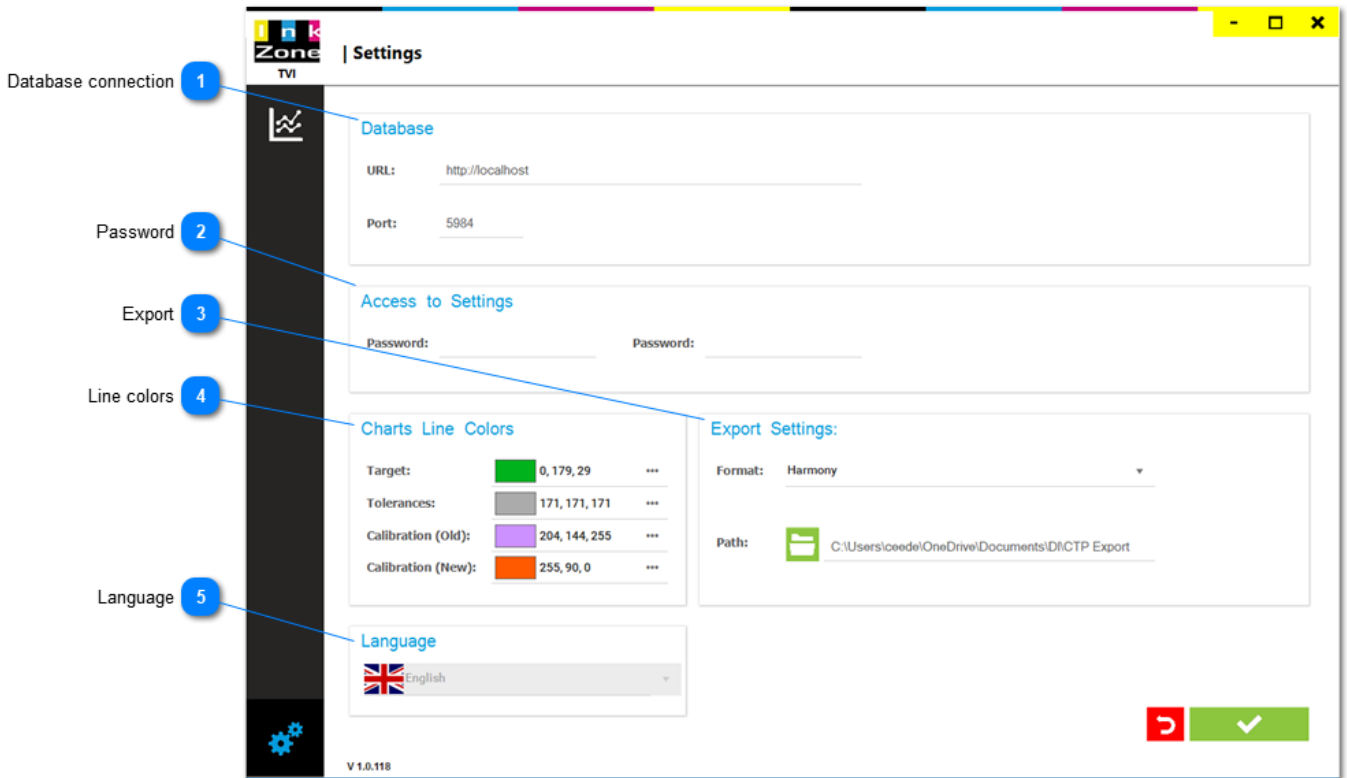 Ink
Zone
TVI
| Settings
Database connection 1
Database
URL: http://localhost
Port: 5984
Password 2
Access to Settings
Password: Password:
Export 3
Line colors 4
Charts Line Colors
Target: 0, 179, 29 ...
Tolerances: 171, 171, 171 ...
Calibration (Old): 204, 144, 255 ...
Calibration (New): 255, 90, 0 ...
Export Settings:
Format: Harmony
Path: C:\Users\ceede\OneDrive\Documents\DI\CTP Export
Language 5
Language
English
V 1.0.118